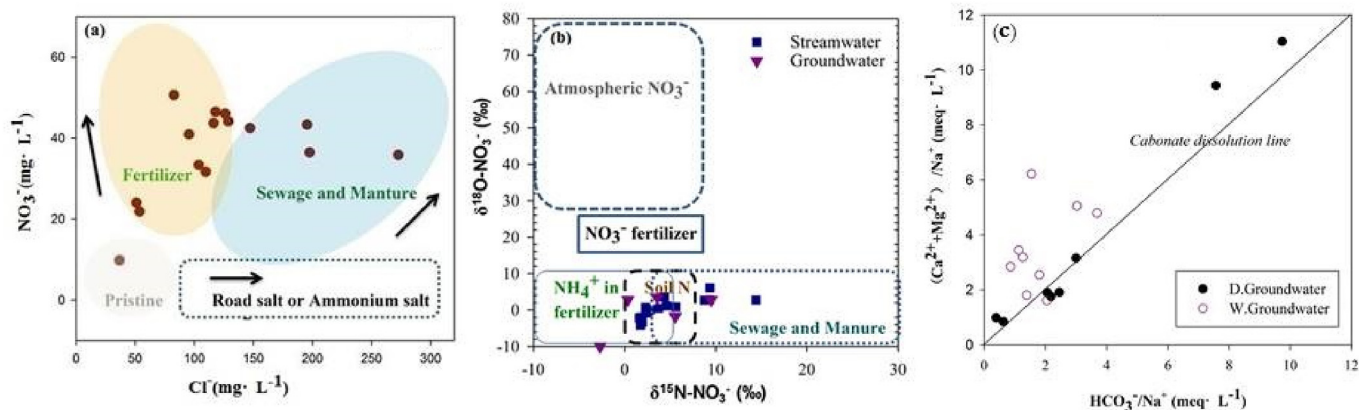 (a)
NO3-(mg· L-1)
60
40
20
0
Fertilizer
Sewage and Manture
Pristine
Road salt or Ammonium salt
0
50
100
150
200
250
300
Cl-(mg· L-1)
(b)
δ18O-NO3- (‰)
80
70
60
50
40
30
20
10
0
-10
Streamwater
Groundwater
Atmospheric NO3-
NO3- fertilizer
NH4+ in
fertilizer
Soil N
Sewage and Manure
-10
0
10
20
30
δ15N-NO3- (‰)
(c)
(Ca2++Mg2+) /Na+ (meq· L-1)
12
10
8
6
4
2
0
Cabonate dissolution line
D.Groundwater
W.Groundwater
0
2
4
6
8
10
12
HCO3-/Na+ (meq· L-1)